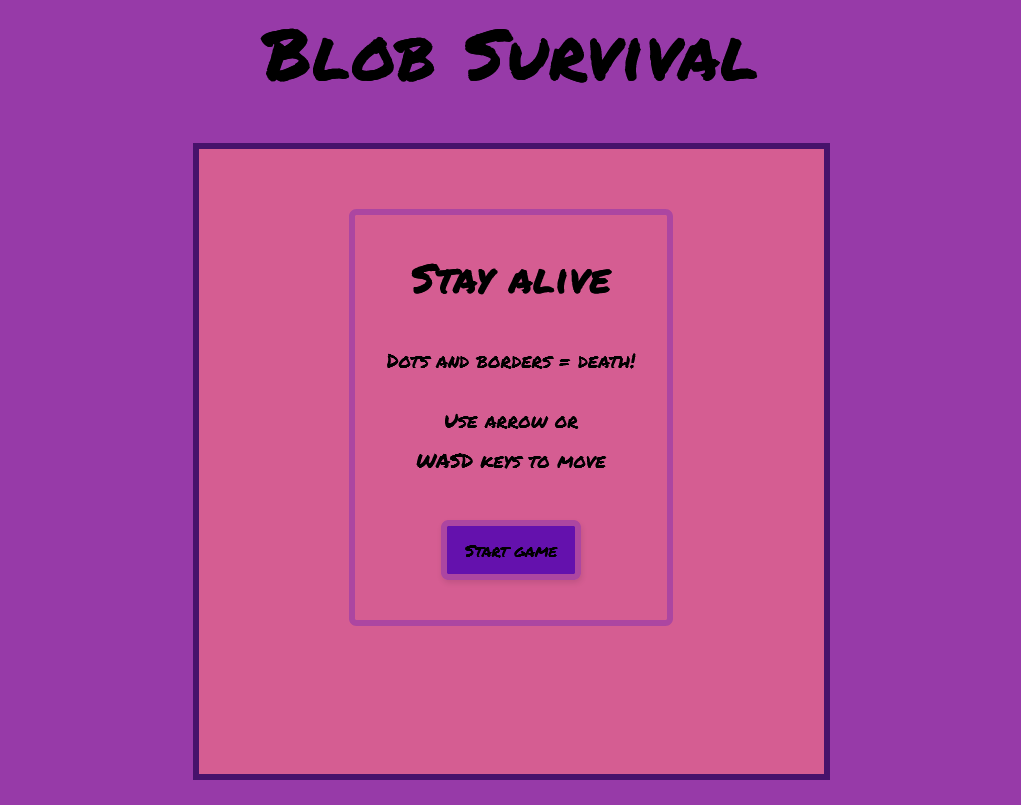 Blob Survival
Stay alive
Dots and borders = death!
Use arrow or
WASD keys to move
Start game